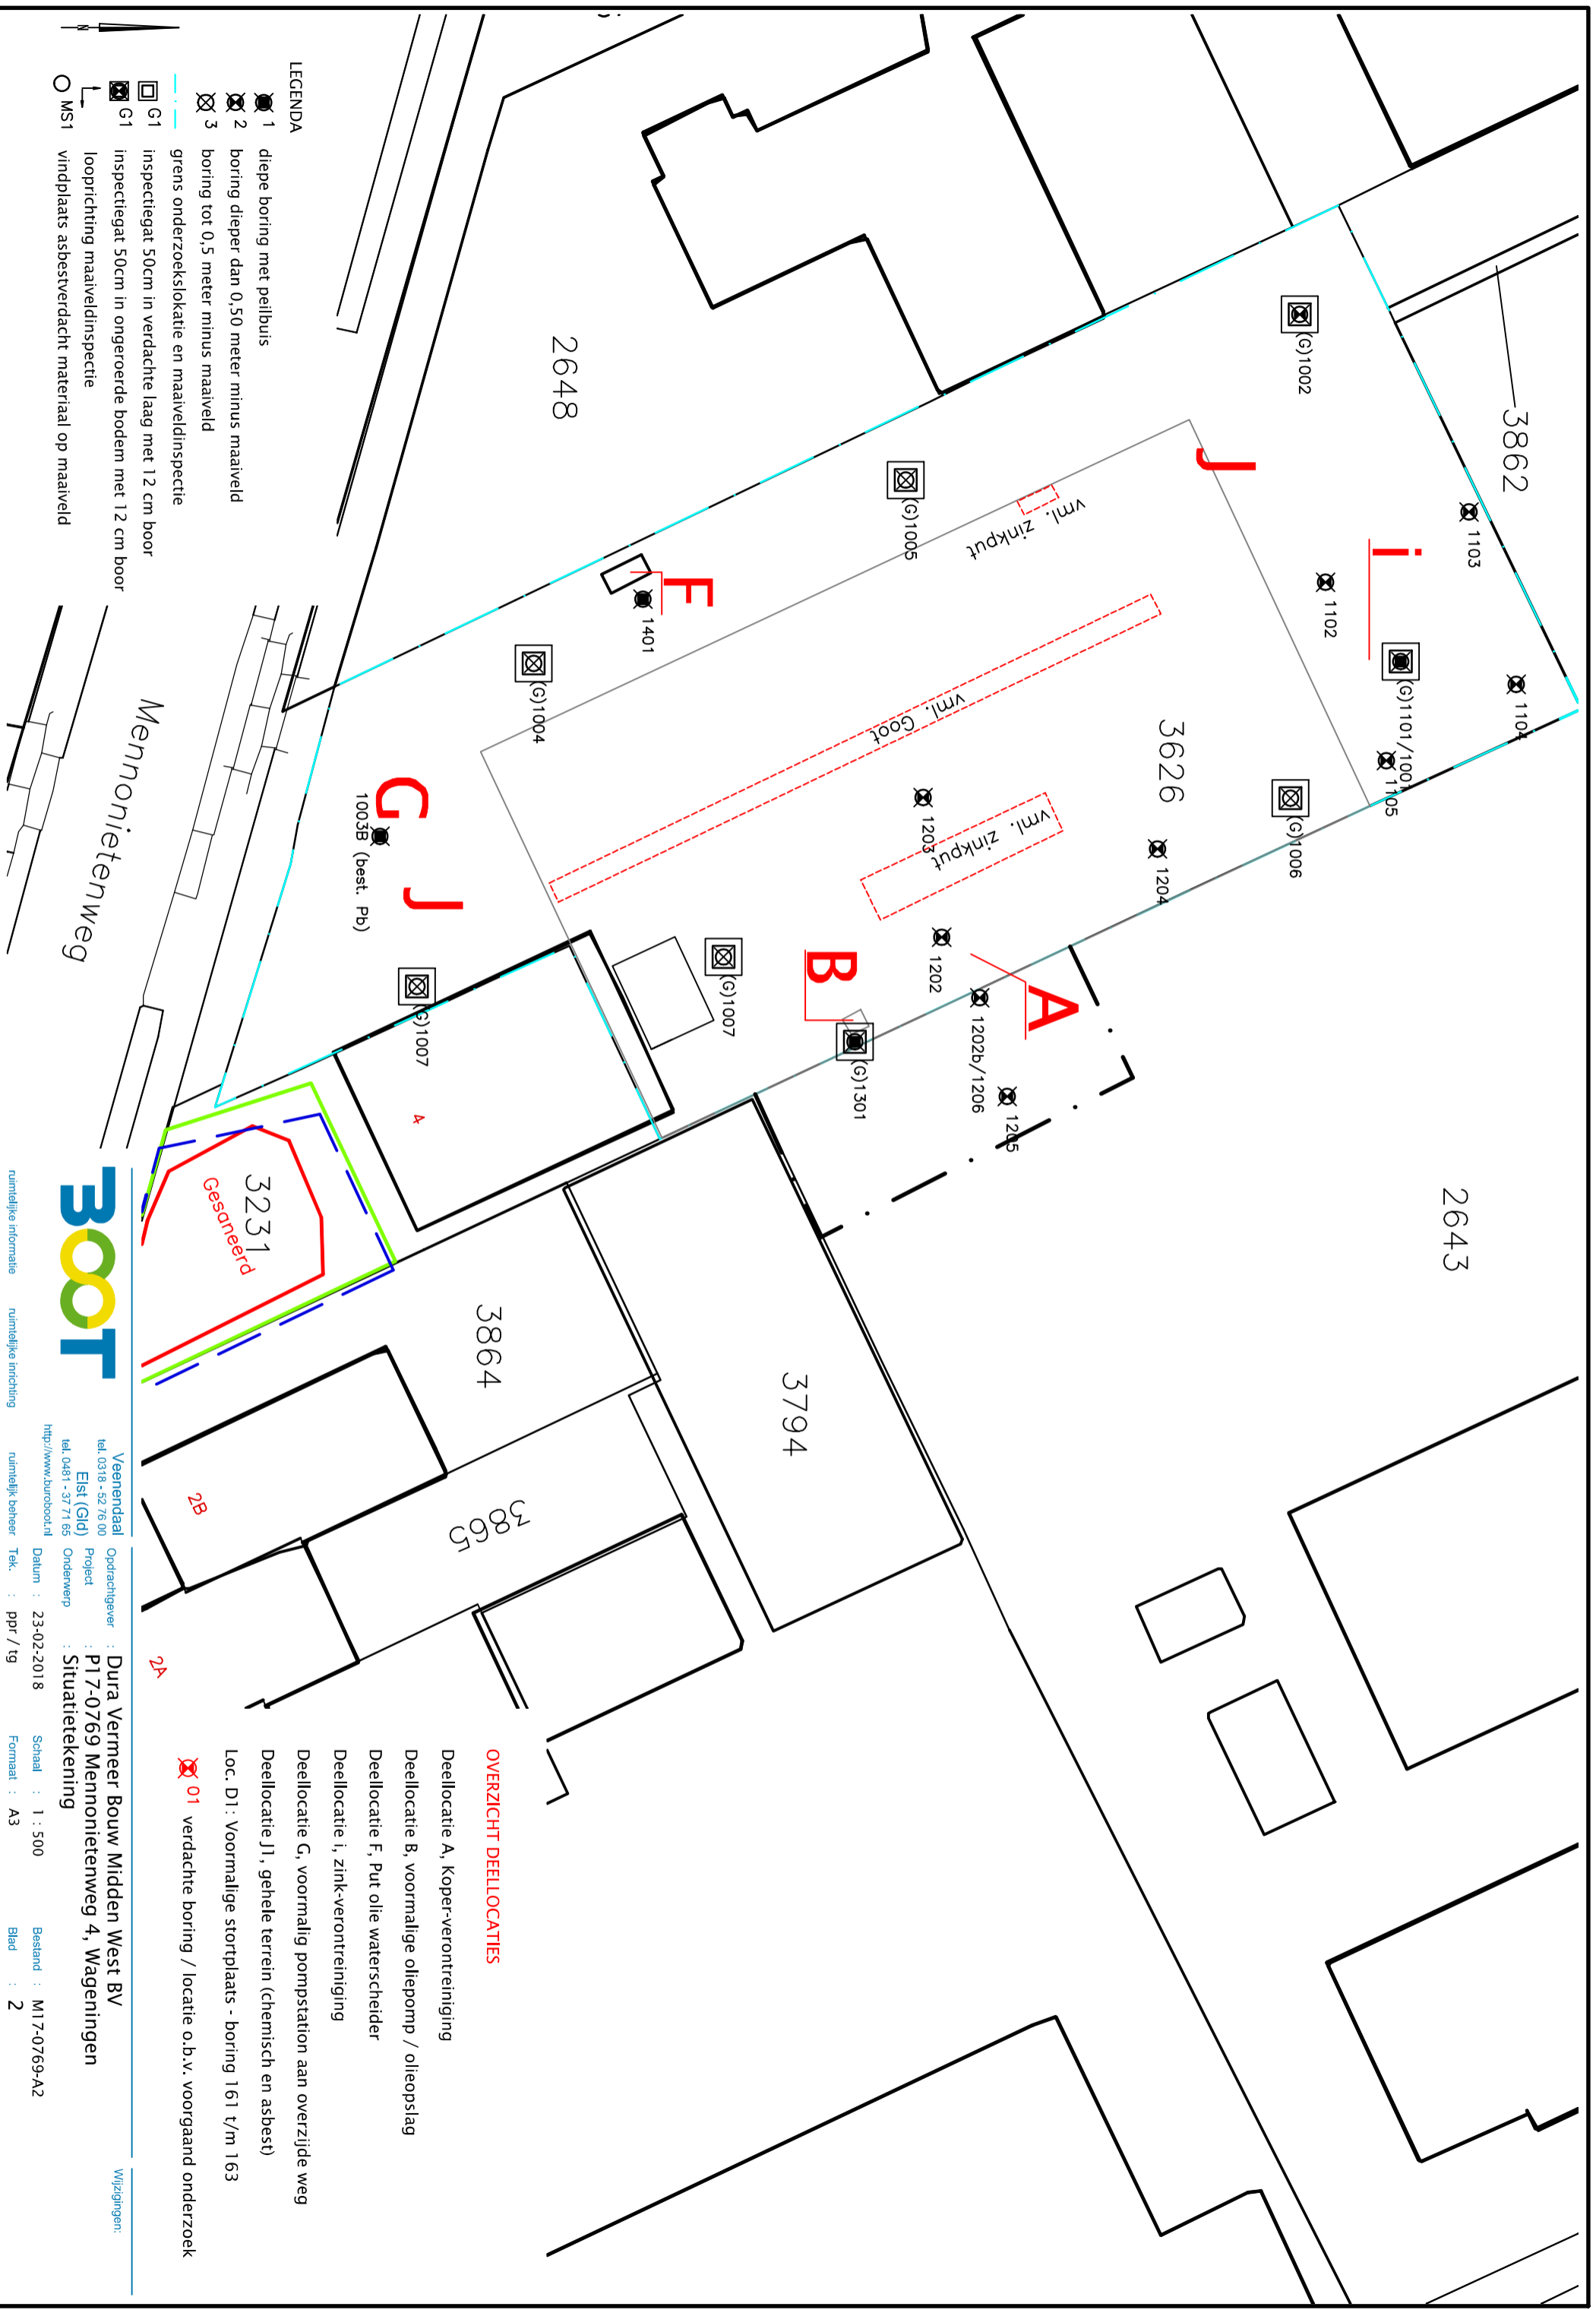 3862
1103
1104
1102
i
(G)1101/1001
1105
J
(G)1002
(G)1006
3626
1204
vml. zinkput
(G)1005
vml. Goot
1203
vml. zinkput
1202
A
1202b/1206
1205
B
(G)1301
F
1401
(G)1004
2648
(G)1007
G
J
1003B (best. Pb)
(G)1007
4
2643
3794
3864
3865
3231
Gesaneerd
2B
2A
Mennonietenweg
LEGENDA
1 diepe boring met peilbuis
2 boring dieper dan 0,50 meter minus maaiveld
3 boring tot 0,5 meter minus maaiveld
grens onderzoekslokatie en maaiveldinspectie
G1 inspectiegat 50cm in verdachte laag met 12 cm boor
G1 inspectiegat 50cm in ongeroerde bodem met 12 cm boor
looprichting maaiveldinspectie
MS1 vindplaats asbestverdacht materiaal op maaiveld
N
OVERZICHT DEELLOCATIES
Deellocatie A, Koper-verontreiniging
Deellocatie B, voormalige oliepomp / olieopslag
Deellocatie F, Put olie waterscheider
Deellocatie i, zink-verontreiniging
Deellocatie G, voormalig pompstation aan overzijde weg
Deellocatie J1, gehele terrein (chemisch en asbest)
Loc. D1: Voormalige stortplaats - boring 161 t/m 163
01 verdachte boring / locatie o.b.v. voorgaand onderzoek
BOOT
ruimtelijke informatie ruimtelijke inrichting ruimtelijk beheer
Veenendaal
tel. 0318 - 52 76 00
Elst (Gld)
tel. 0481 - 37 71 65
http://www.buroboot.nl
Opdrachtgever : Dura Vermeer Bouw Midden West BV
Project : P17-0769 Mennonietenweg 4, Wageningen
Onderwerp : Situatietekening
Datum : 23-02-2018 Schaal : 1 : 500 Bestand : M17-0769-A2
Tek. : ppr / tg Formaat : A3 Blad : 2
Wijzigingen: